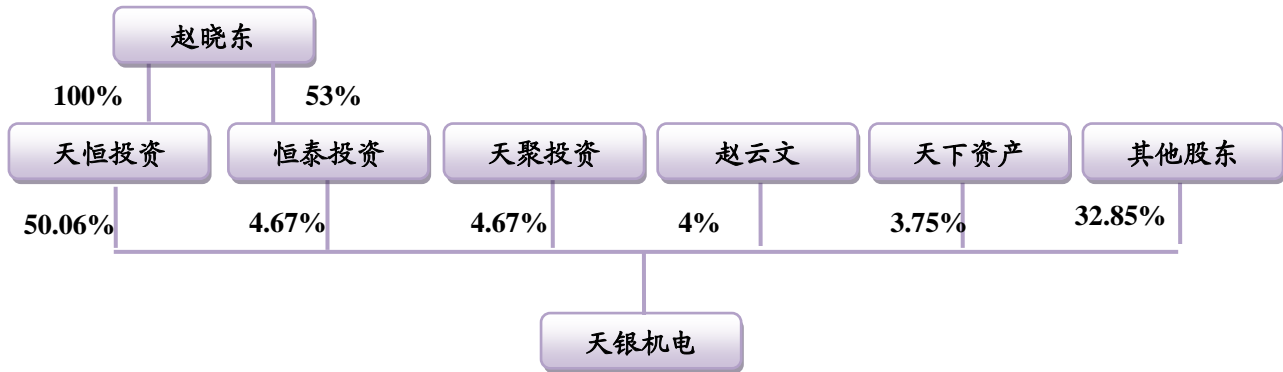 赵晓东
100% 53%
天恒投资 恒泰投资 天聚投资 赵云文 天下资产 其他股东
50.06% 4.67% 4.67% 4% 3.75% 32.85%
天银机电